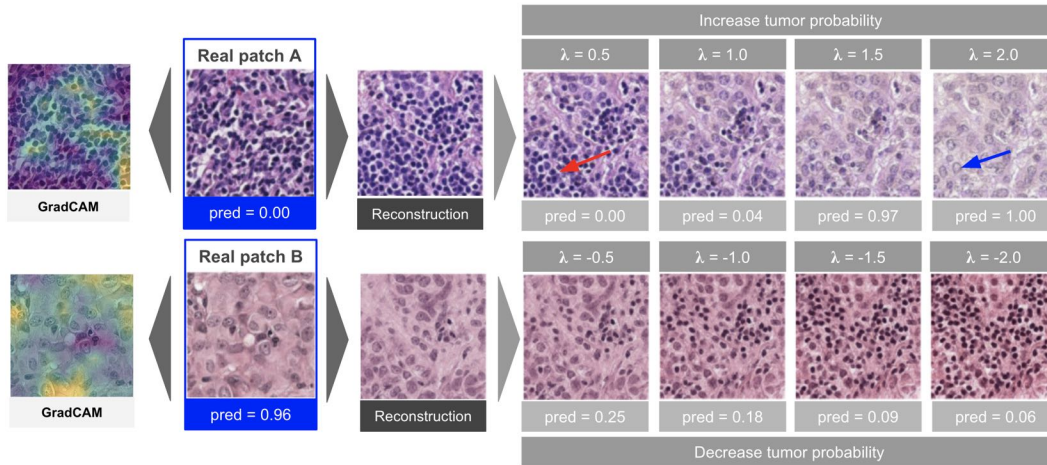 Increase tumor probability
Real patch A
λ = 0.5
λ = 1.0
λ = 1.5
λ = 2.0
GradCAM
pred = 0.00
Reconstruction
pred = 0.00
pred = 0.04
pred = 0.97
pred = 1.00
Real patch B
λ = -0.5
λ = -1.0
λ = -1.5
λ = -2.0
GradCAM
pred = 0.96
Reconstruction
pred = 0.25
pred = 0.18
pred = 0.09
pred = 0.06
Decrease tumor probability